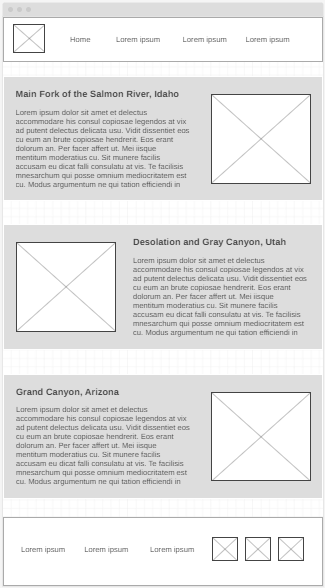 Home Lorem ipsum Lorem ipsum Lorem ipsum
Main Fork of the Salmon River, Idaho
Lorem ipsum dolor sit amet et delectus
accommodare his consul copiosae legendos at vix
ad putent delectus delicata usu. Vidit dissentiet eos
cu eum an brute copiosae hendrerit. Eos erant
dolorum an. Per facer affert ut. Mei iisque
mentitum moderatius cu. Sit munere facilis
accusam eu dicat falli consulatu at vis. Te facilisis
mnesarchum qui posse omnium mediocritatem est
cu. Modus argumentum ne qui tation efficiendi in
Desolation and Gray Canyon, Utah
Lorem ipsum dolor sit amet et delectus
accommodare his consul copiosae legendos at vix
ad putent delectus delicata usu. Vidit dissentiet eos
cu eum an brute copiosae hendrerit. Eos erant
dolorum an. Per facer affert ut. Mei iisque
mentitum moderatius cu. Sit munere facilis
accusam eu dicat falli consulatu at vis. Te facilisis
mnesarchum qui posse omnium mediocritatem est
cu. Modus argumentum ne qui tation efficiendi in
Grand Canyon, Arizona
Lorem ipsum dolor sit amet et delectus
accommodare his consul copiosae legendos at vix
ad putent delectus delicata usu. Vidit dissentiet eos
cu eum an brute copiosae hendrerit. Eos erant
dolorum an. Per facer affert ut. Mei iisque
mentitum moderatius cu. Sit munere facilis
accusam eu dicat falli consulatu at vis. Te facilisis
mnesarchum qui posse omnium mediocritatem est
cu. Modus argumentum ne qui tation efficiendi in
Lorem ipsum Lorem ipsum Lorem ipsum